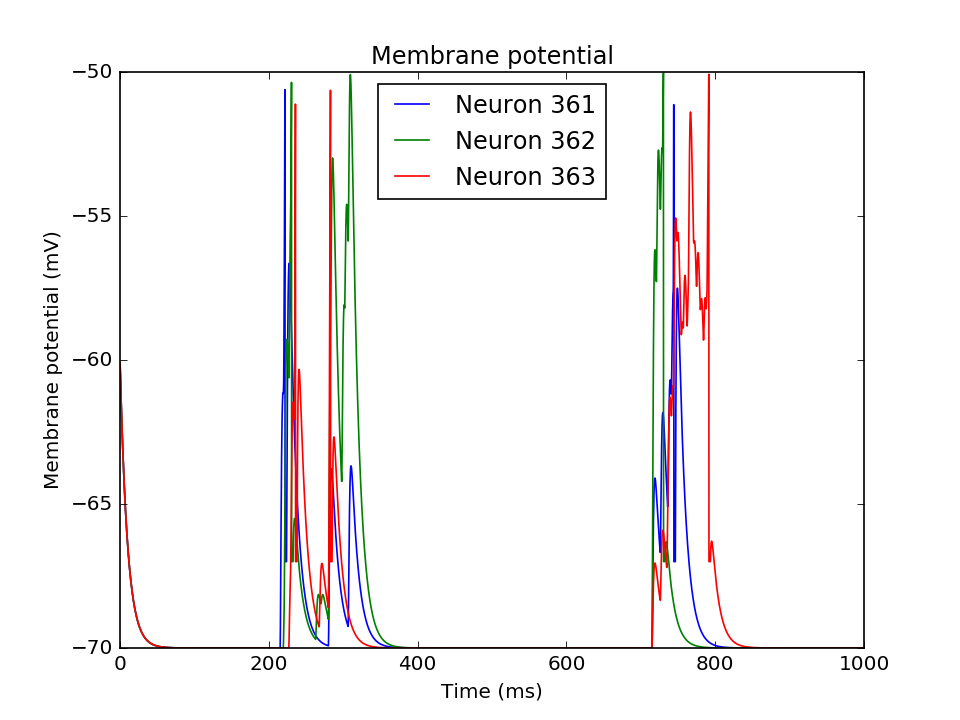 Membrane potential
Neuron 361
Neuron 362
Neuron 363
Membrane potential (mV)
−50
−55
−60
−65
−70
0 200 400 600 800 1000
Time (ms)